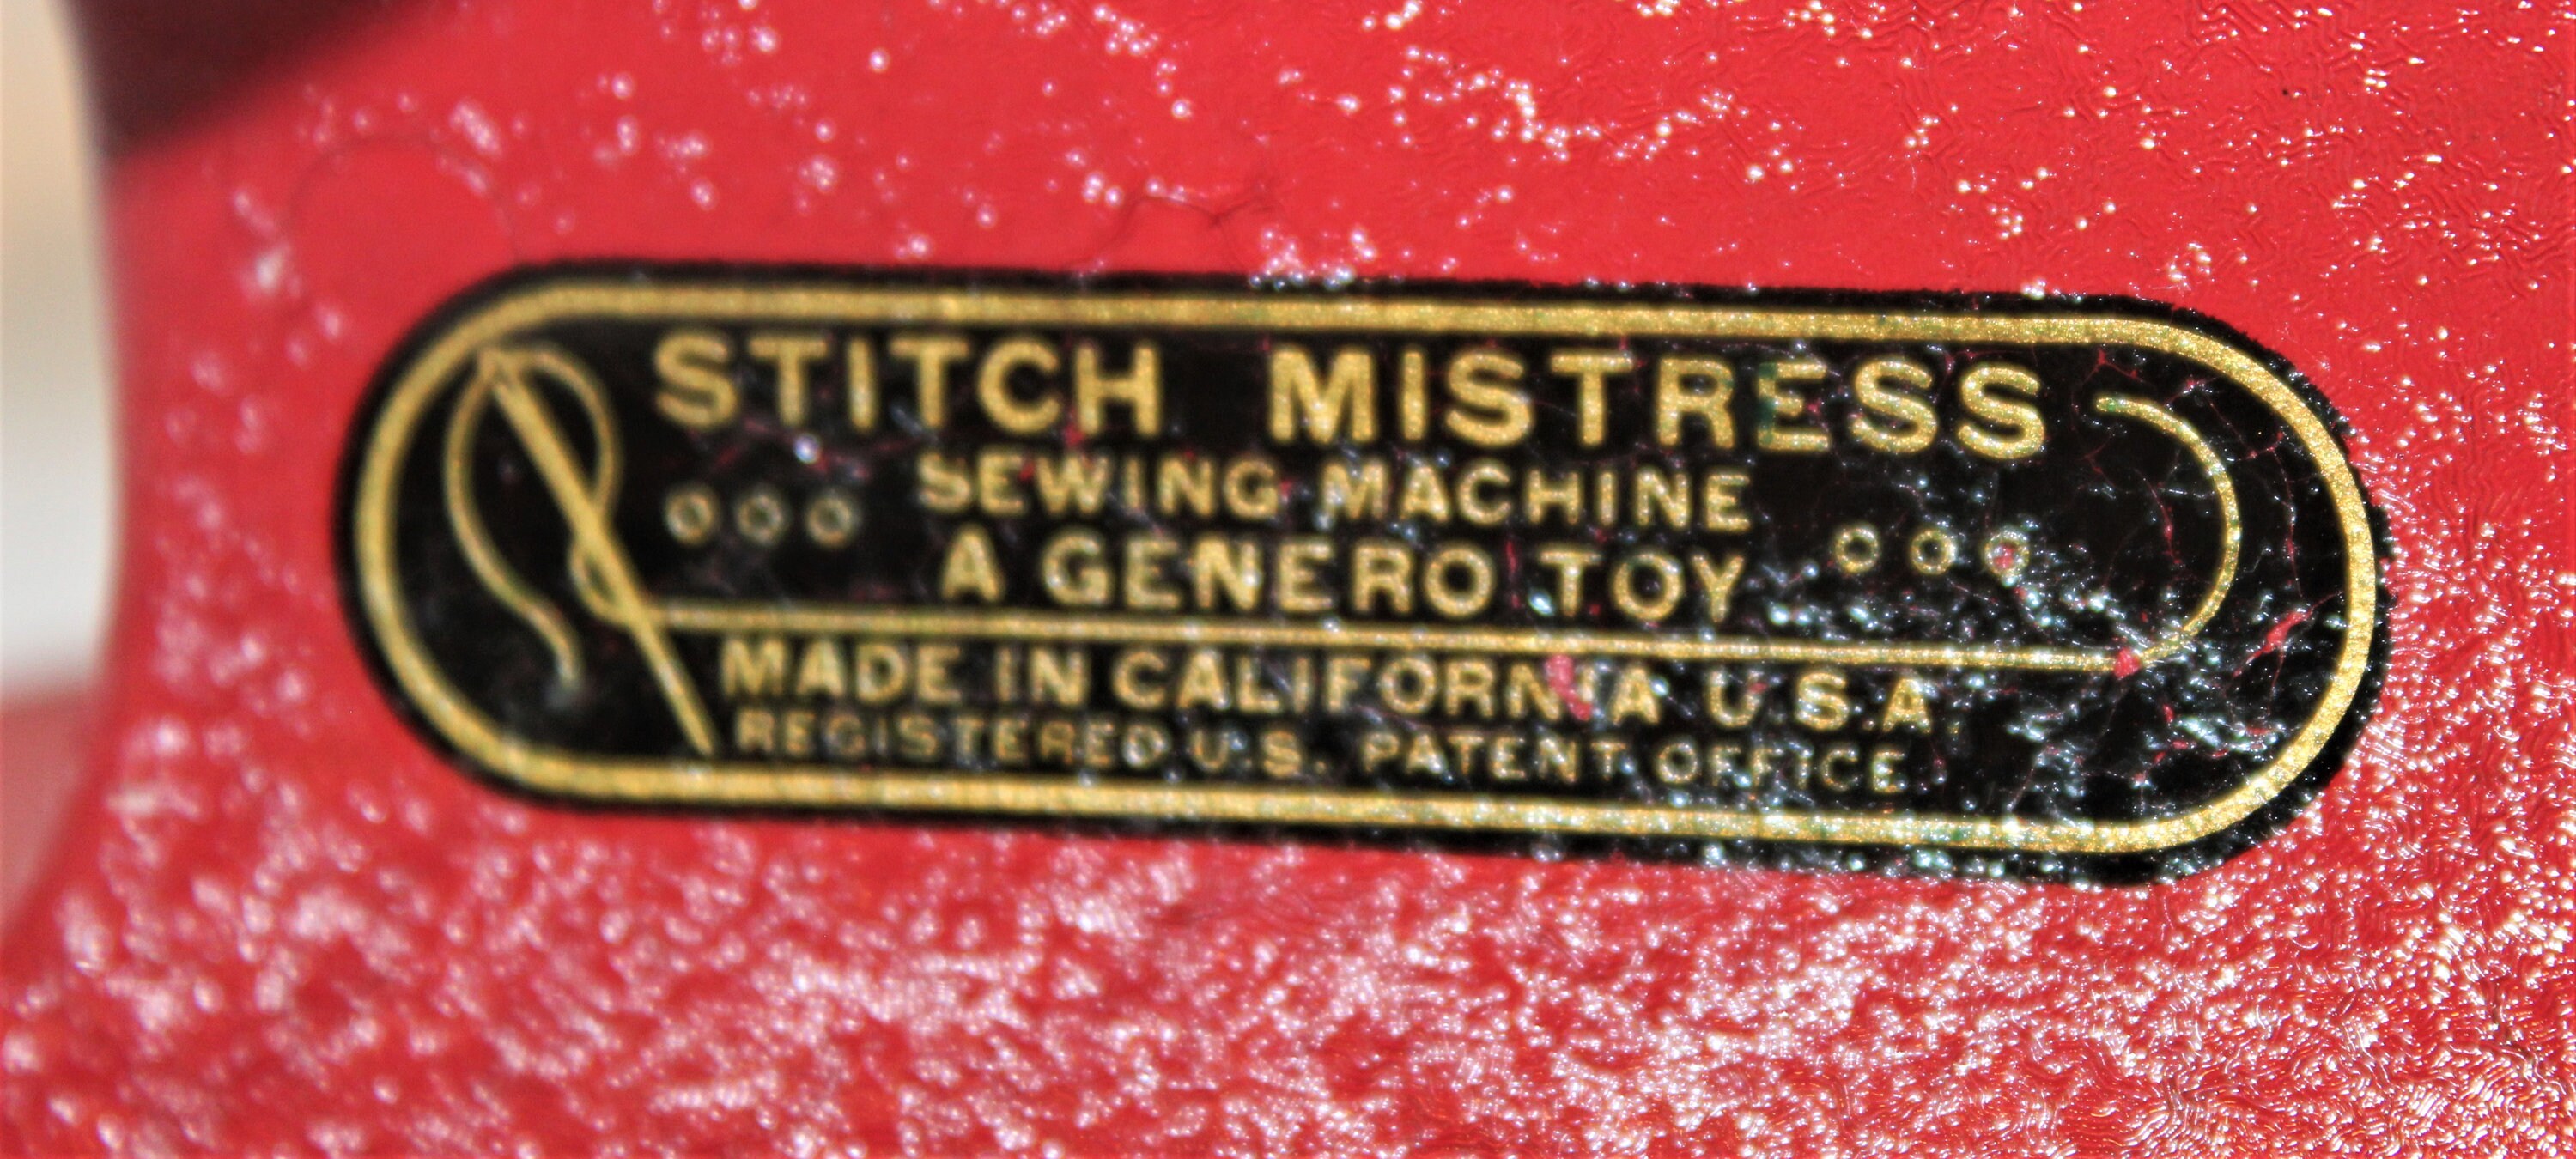 STITCH MISTRESS
SEWING MACHINE
A GENERO TOY
MADE IN CALIFORNIA U.S.A.
REGISTERED U.S. PATENT OFFICE